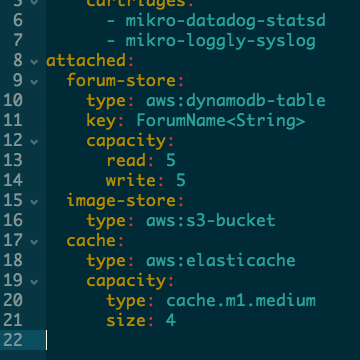 5 cartridges:
6 - mikro-datadog-statsd
7 - mikro-loggly-syslog
8 attached:
9 forum-store:
10 type: aws:dynamodb-table
11 key: ForumName<String>
12 capacity:
13 read: 5
14 write: 5
15 image-store:
16 type: aws:s3-bucket
17 cache:
18 type: aws:elasticache
19 capacity:
20 type: cache.m1.medium
21 size: 4
22